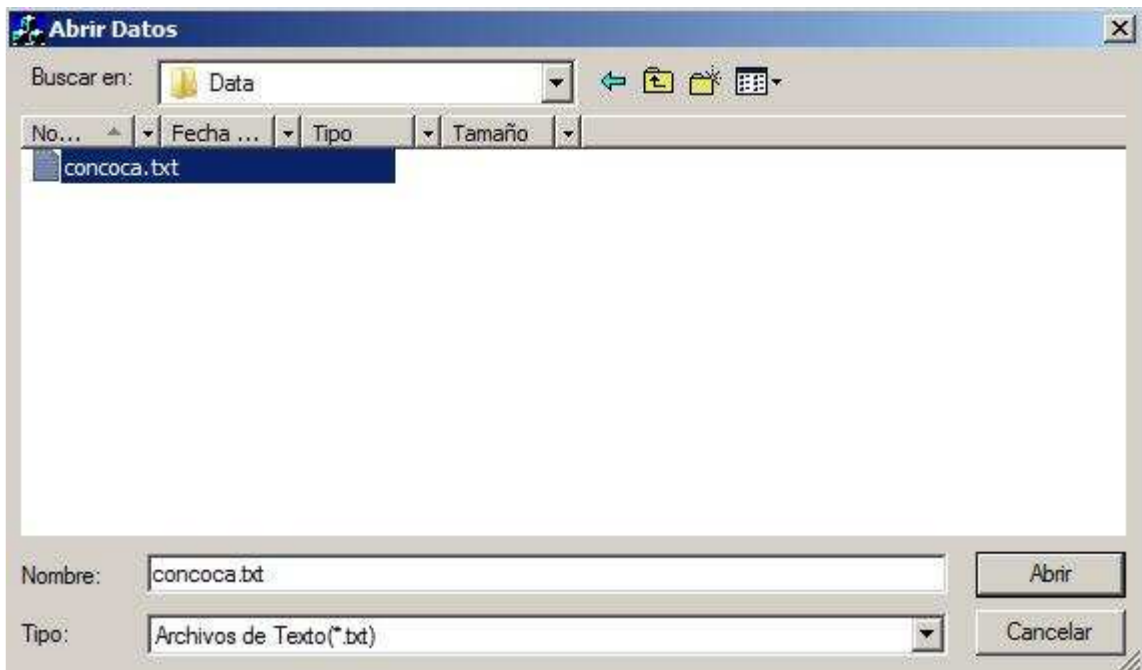 Abrir Datos
Buscar en: Data
No... Fecha ... Tipo Tamaño
concoca.txt
Nombre: concoca.txt Abrir
Tipo: Archivos de Texto(*.txt) Cancelar